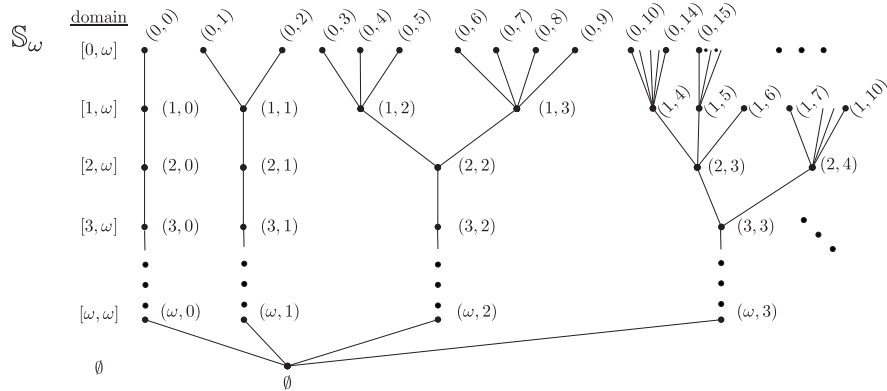 domain (0, 0) (0, 1) (0, 2) (0, 3) (0, 4) (0, 5) (0, 6) (0, 7) (0, 8) (0, 9) (0, 10) (0, 14) (0, 15)
𝕊_ω [0, ω]
[1, ω] (1, 0) (1, 1) (1, 2) (1, 3) (1, 4) (1, 5) (1, 6) (1, 7) (1, 10)
[2, ω] (2, 0) (2, 1) (2, 2) (2, 3) (2, 4)
[3, ω] (3, 0) (3, 1) (3, 2) (3, 3)
[ω, ω] (ω, 0) (ω, 1) (ω, 2) (ω, 3)
∅ ∅